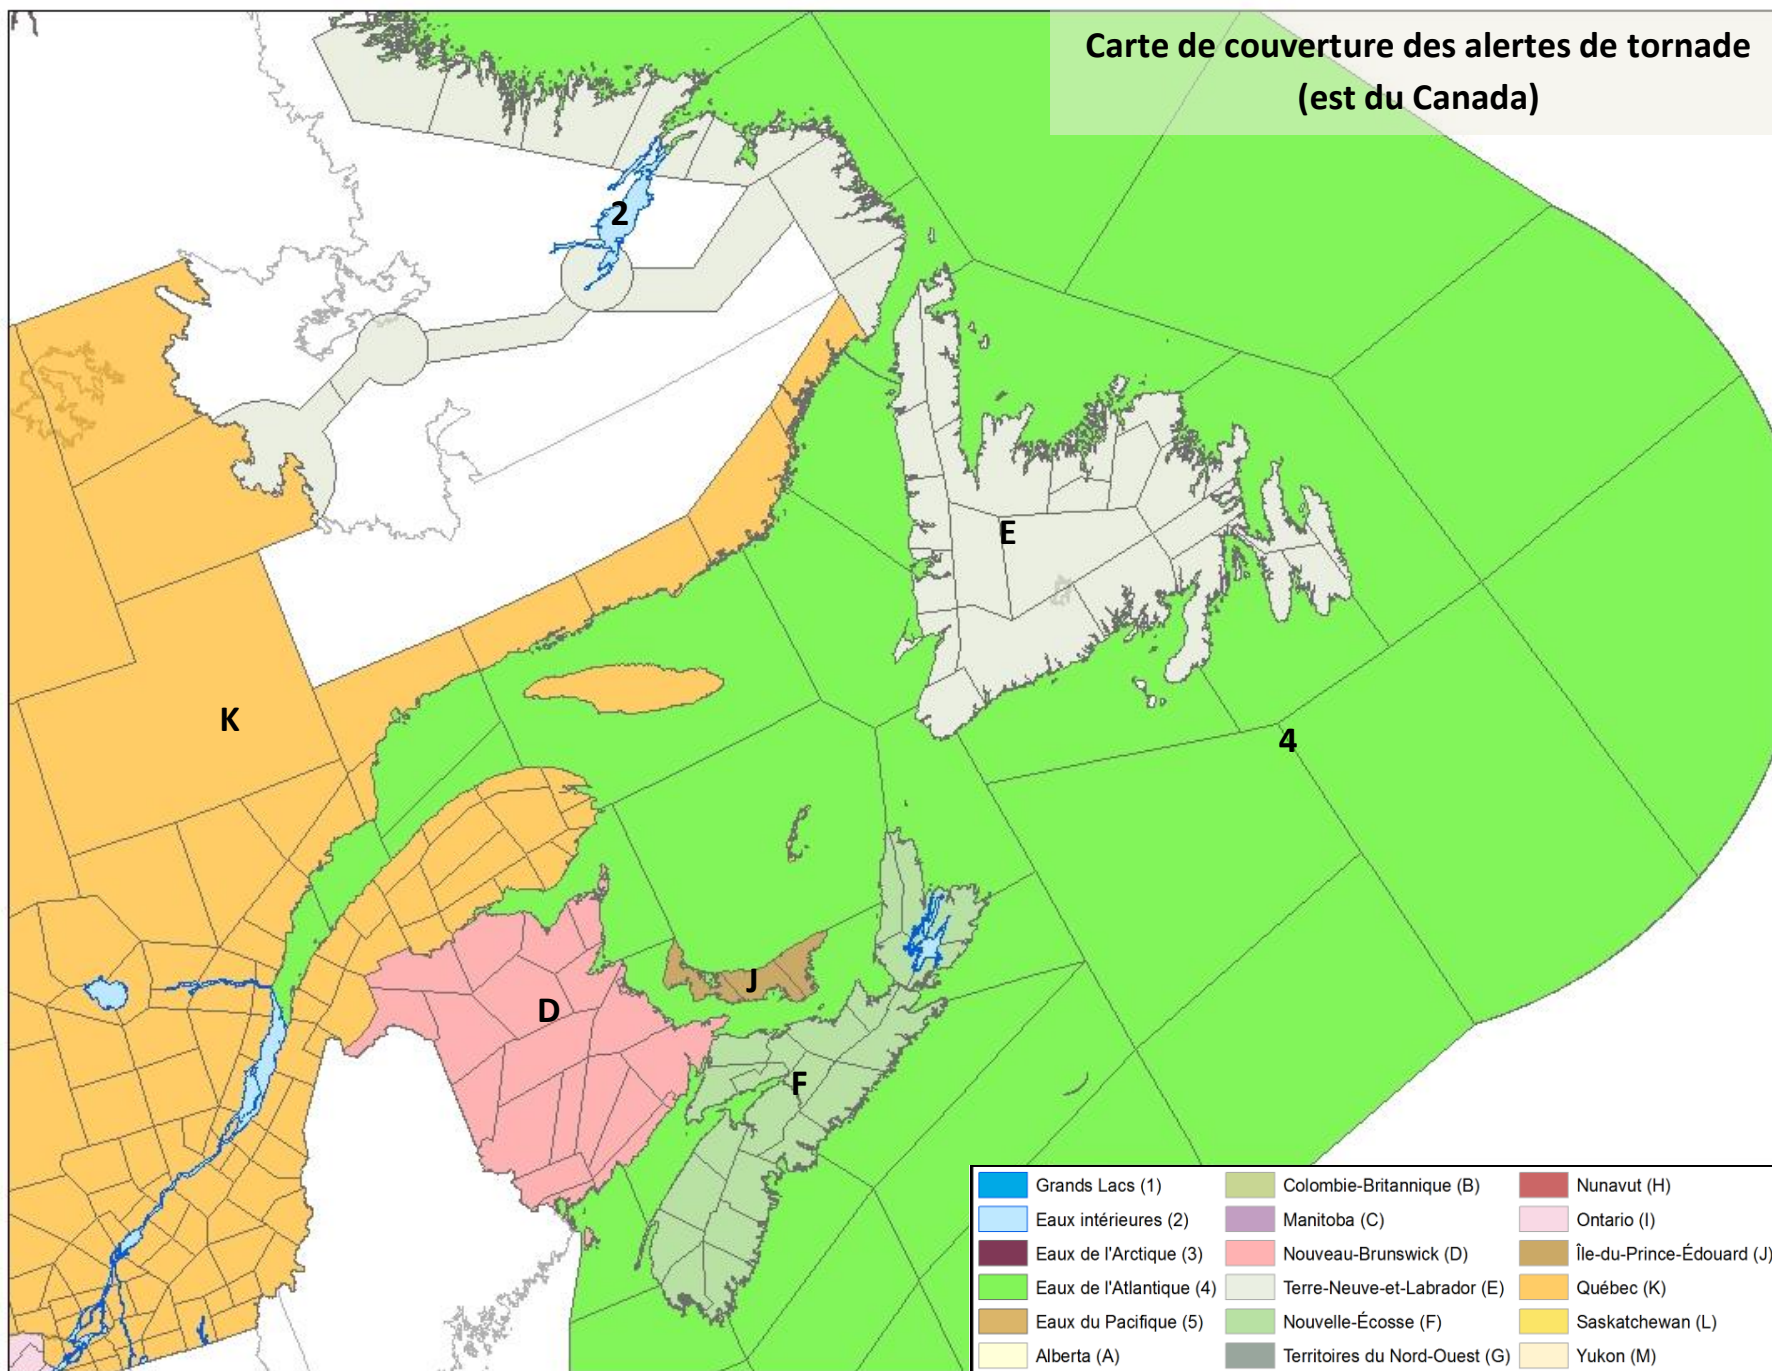 Carte de couverture des alertes de tornade
(est du Canada)
2
E
K
4
J
D
F
Grands Lacs (1)
Eaux intérieures (2)
Eaux de l'Arctique (3)
Eaux de l'Atlantique (4)
Eaux du Pacifique (5)
Alberta (A)
Colombie-Britannique (B)
Manitoba (C)
Nouveau-Brunswick (D)
Terre-Neuve-et-Labrador (E)
Nouvelle-Écosse (F)
Territoires du Nord-Ouest (G)
Nunavut (H)
Ontario (I)
Île-du-Prince-Édouard (J)
Québec (K)
Saskatchewan (L)
Yukon (M)